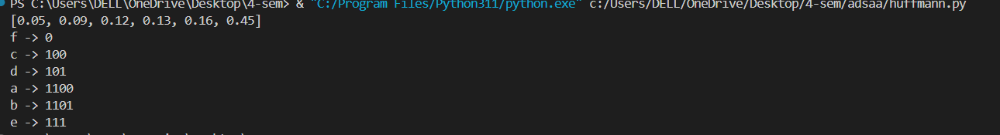 PS C:\Users\DELL\OneDrive\Desktop\4-sem> & "C:/Program Files/Python311/python.exe" c:/Users/DELL/OneDrive/Desktop/4-sem/adsaa/huffmann.py
[0.05, 0.09, 0.12, 0.13, 0.16, 0.45]
f -> 0
c -> 100
d -> 101
a -> 1100
b -> 1101
e -> 111